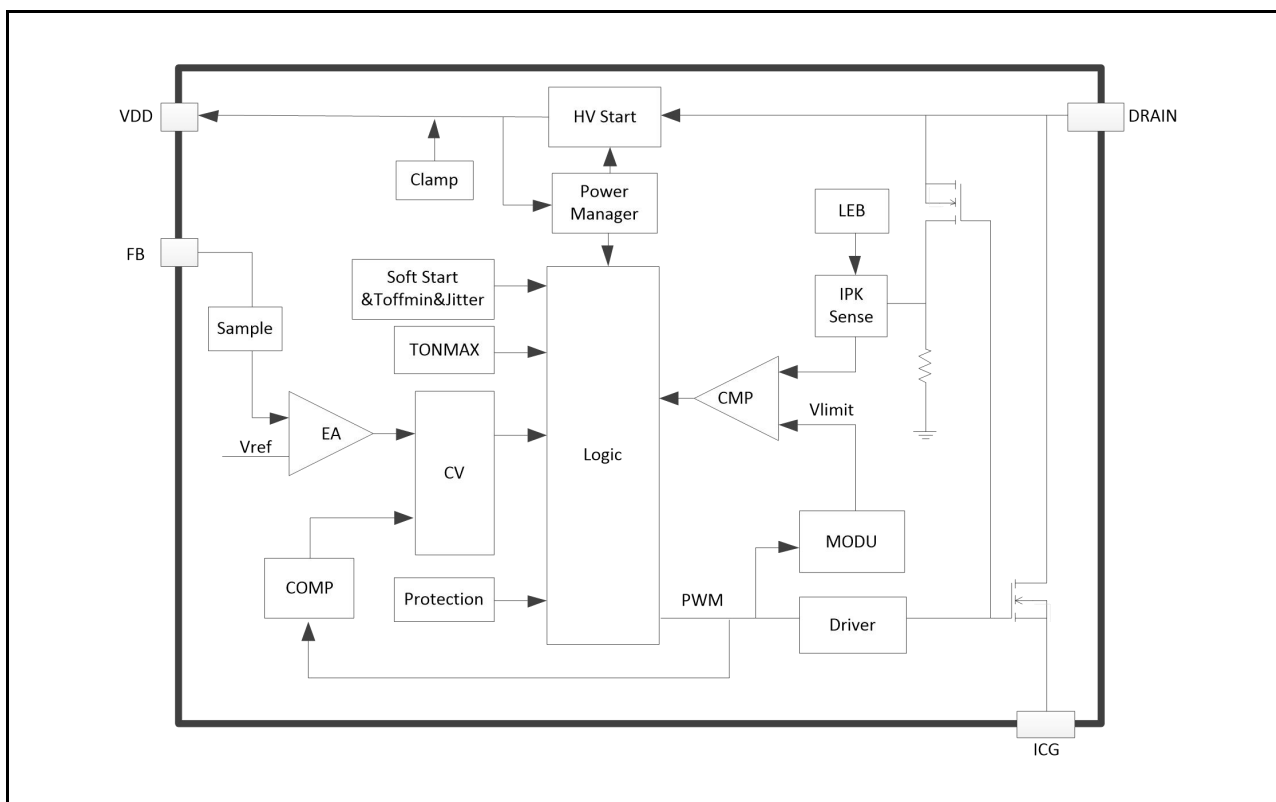 VDD
HV Start
DRAIN
Clamp
Power
Manager
LEB
FB
Soft Start
&Toffmin&Jitter
IPK
Sense
Sample
TONMAX
CMP
Vlimit
EA
Vref
CV
Logic
MODU
COMP
Protection
PWM
Driver
ICG